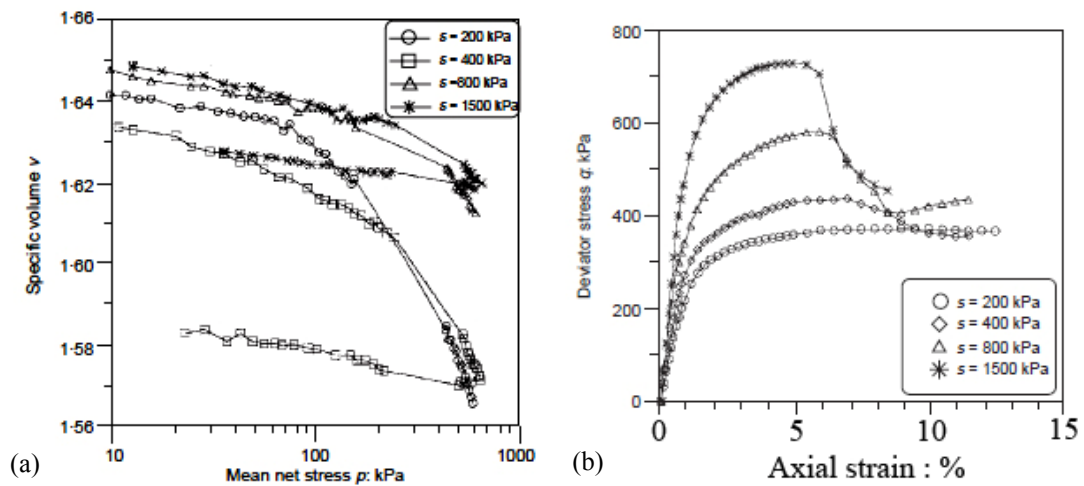 1·66
1·64
1·62
1·60
1·58
1·56
Specific volume v
s = 200 kPa
s = 400 kPa
s =800 kPa
s = 1500 kPa
10
100
1000
Mean net stress p: kPa
(a)
800
600
400
200
0
Deviator stress q. kPa
s = 200 kPa
s = 400 kPa
s = 800 kPa
s = 1500 kPa
0
5
10
15
Axial strain : %
(b)